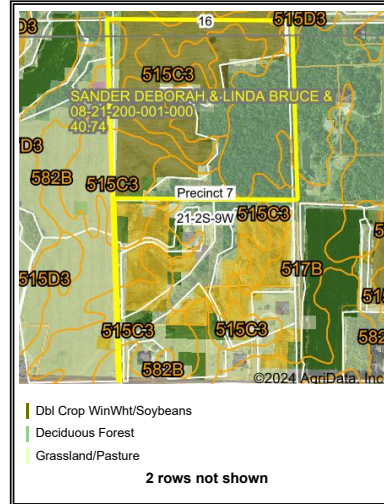 16
515D3
D3
515C3
SANDER DEBORAH & LINDA BRUCE &
08-21-200-001-000
40.74
D3
582B
515C3
Precinct 7
515C3
21-2S-9W
517B
515D3
515C3
515C3
582B
582
©2024 AgriData, Inc
Dbl Crop WinWht/Soybeans
Deciduous Forest
Grassland/Pasture
2 rows not shown